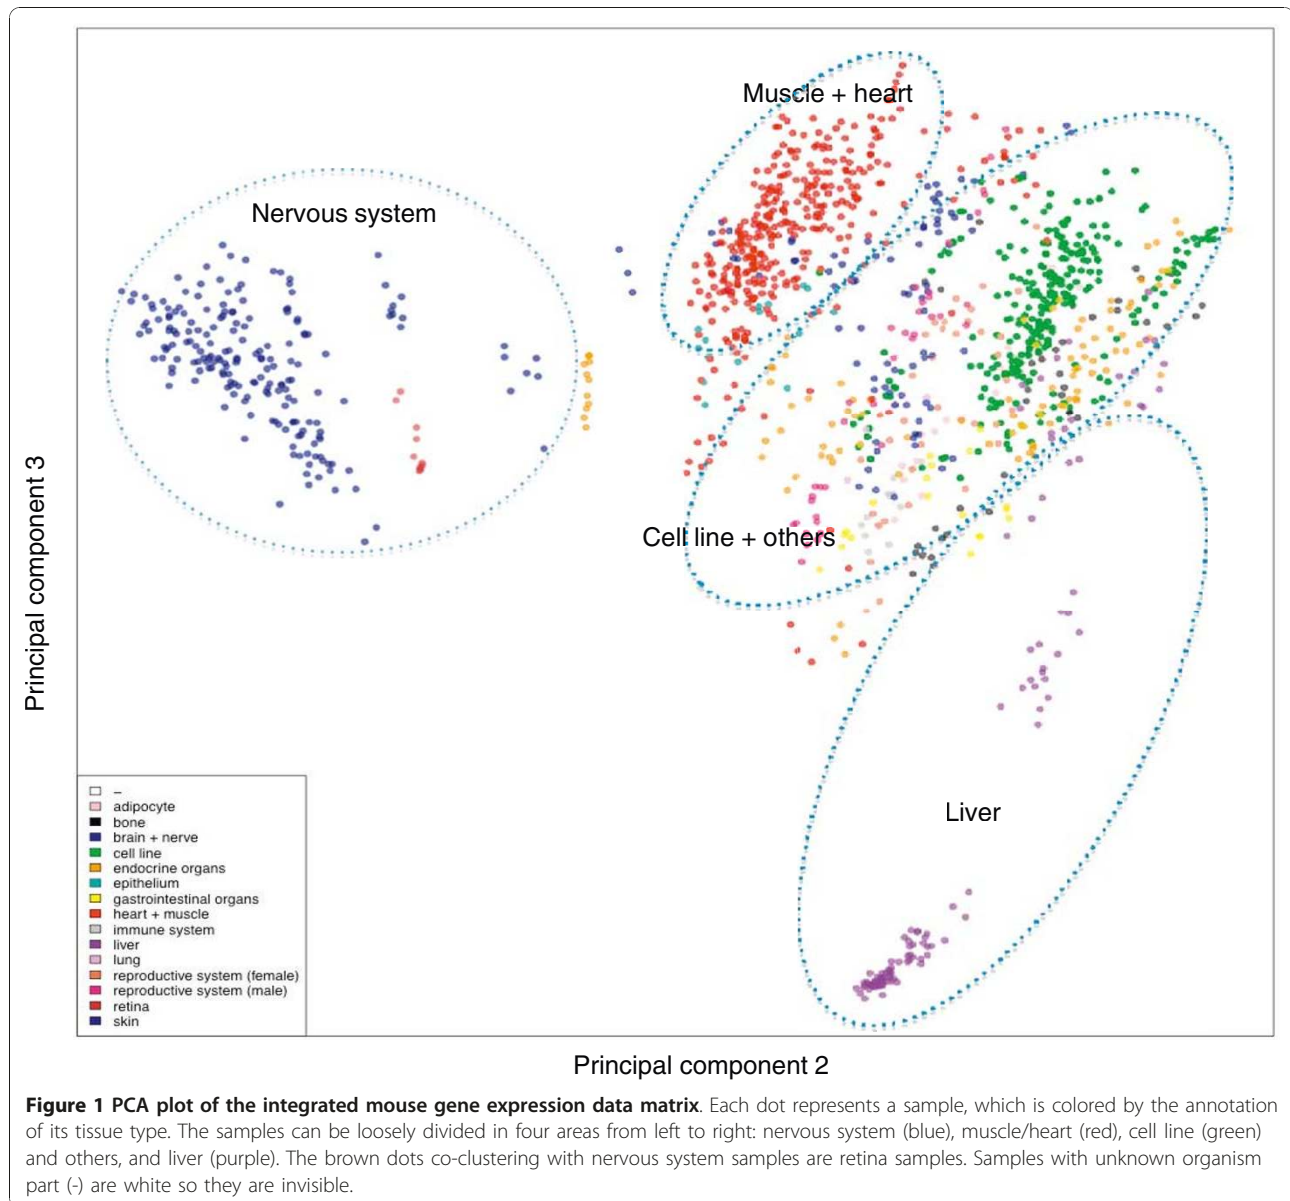 Muscle + heart
Nervous system
Cell line + others
Liver
Principal component 3
–
adipocyte
bone
brain + nerve
cell line
endocrine organs
epithelium
gastrointestinal organs
heart + muscle
immune system
liver
lung
reproductive system (female)
reproductive system (male)
retina
skin
Principal component 2
Figure 1 PCA plot of the integrated mouse gene expression data matrix. Each dot represents a sample, which is colored by the annotation
of its tissue type. The samples can be loosely divided in four areas from left to right: nervous system (blue), muscle/heart (red), cell line (green)
and others, and liver (purple). The brown dots co-clustering with nervous system samples are retina samples. Samples with unknown organism
part (-) are white so they are invisible.